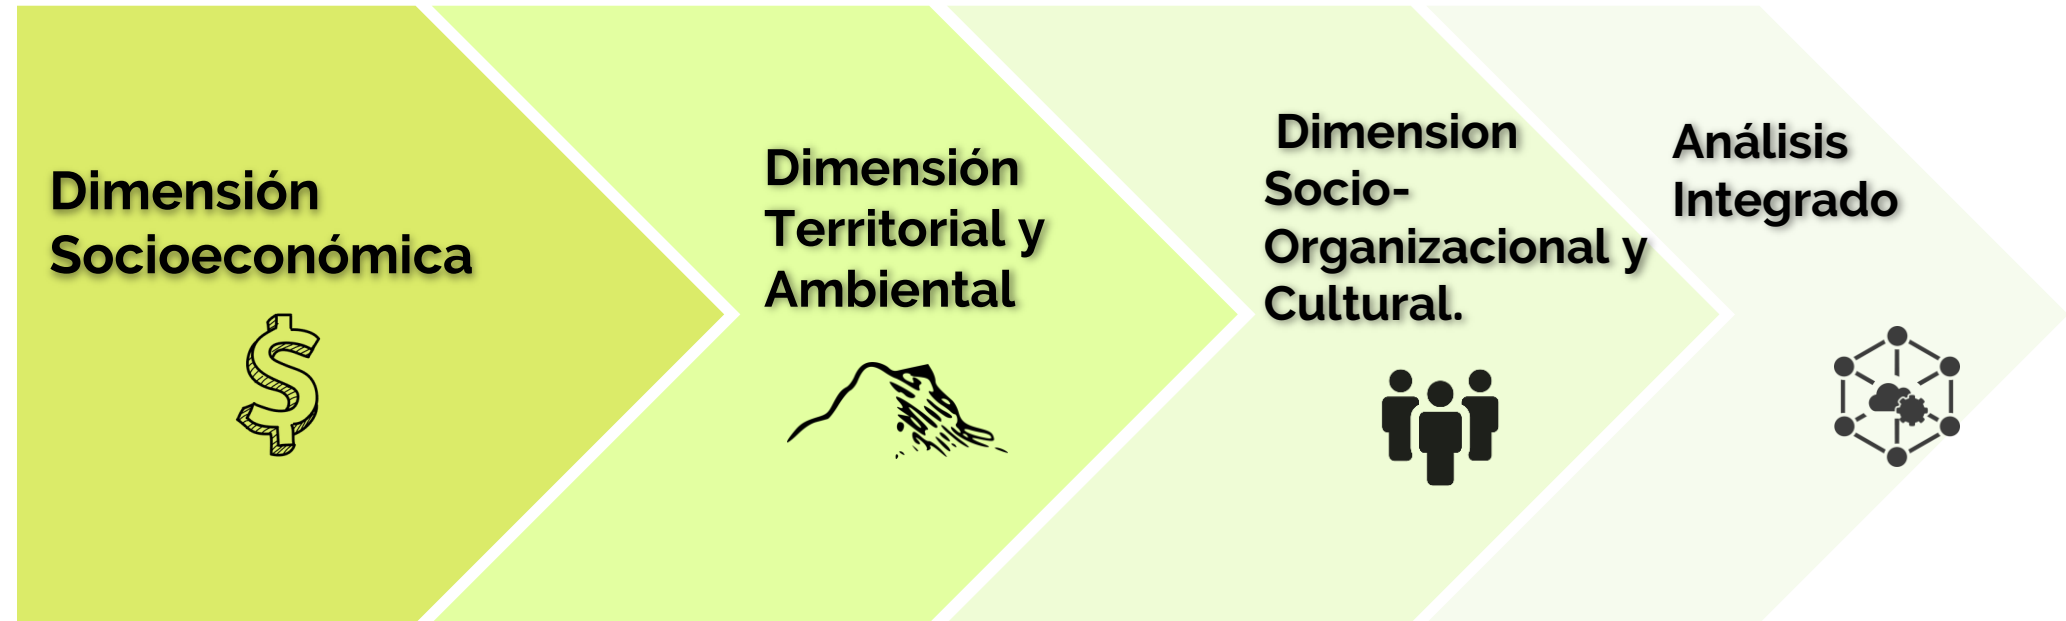 Dimensión
Socioeconómica
Dimensión
Territorial y
Ambiental
Dimension
Socio-
Organizacional y
Cultural.
Análisis
Integrado